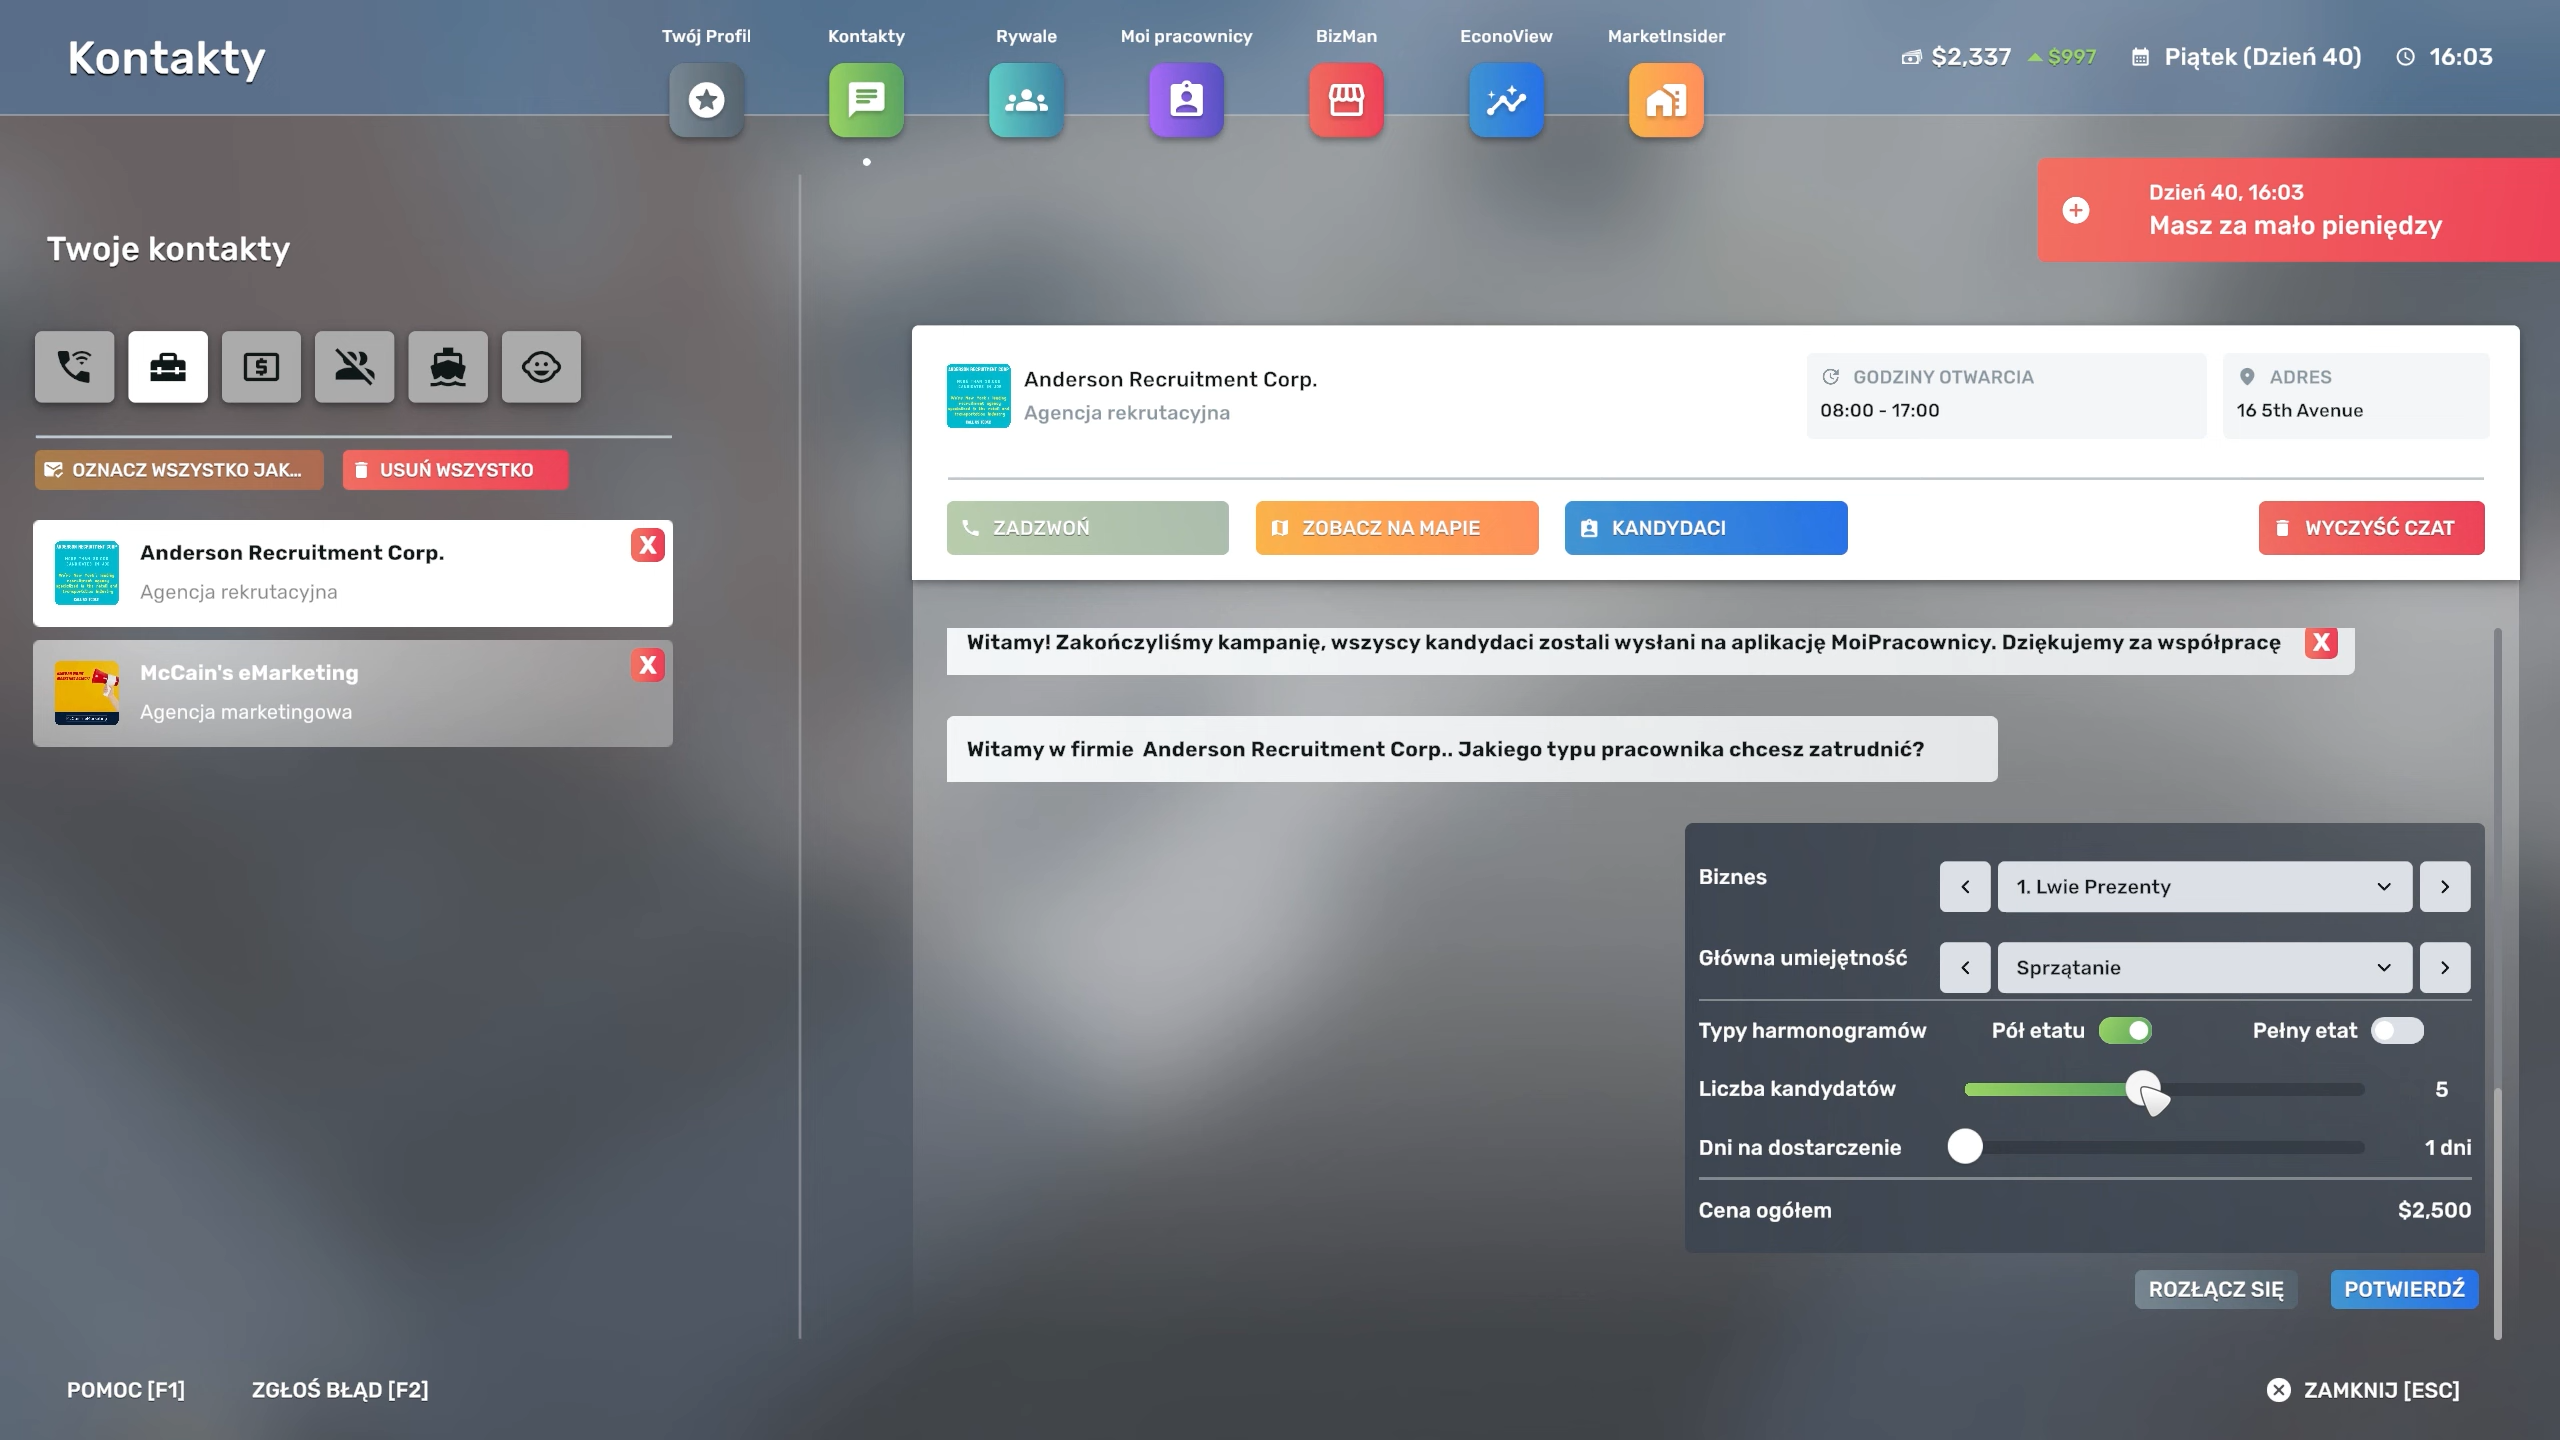 Kontakty
Twój Profil
Kontakty
Rywale
Moi pracownicy
BizMan
EconoView
MarketInsider
$2,337
$997
Piątek (Dzień 40)
16:03
Dzień 40, 16:03
Masz za mało pieniędzy
Twoje kontakty
OZNACZ WSZYSTKO JAK...
USUŃ WSZYSTKO
Anderson Recruitment Corp.
Agencja rekrutacyjna
X
McCain's eMarketing
Agencja marketingowa
X
Anderson Recruitment Corp.
Agencja rekrutacyjna
GODZINY OTWARCIA
08:00 - 17:00
ADRES
16 5th Avenue
ZADZWOŃ
ZOBACZ NA MAPIE
KANDYDACI
WYCZYŚĆ CZAT
Witamy! Zakończyliśmy kampanię, wszyscy kandydaci zostali wysłani na aplikację MoiPracownicy. Dziękujemy za współpracę
X
Witamy w firmie Anderson Recruitment Corp.. Jakiego typu pracownika chcesz zatrudnić?
Biznes
1. Lwie Prezenty
Główna umiejętność
Sprzątanie
Typy harmonogramów
Pół etatu
Pełny etat
Liczba kandydatów
5
Dni na dostarczenie
1 dni
Cena ogółem
$2,500
ROZŁĄCZ SIĘ
POTWIERDŹ
POMOC [F1]
ZGŁOŚ BŁĄD [F2]
ZAMKNIJ [ESC]